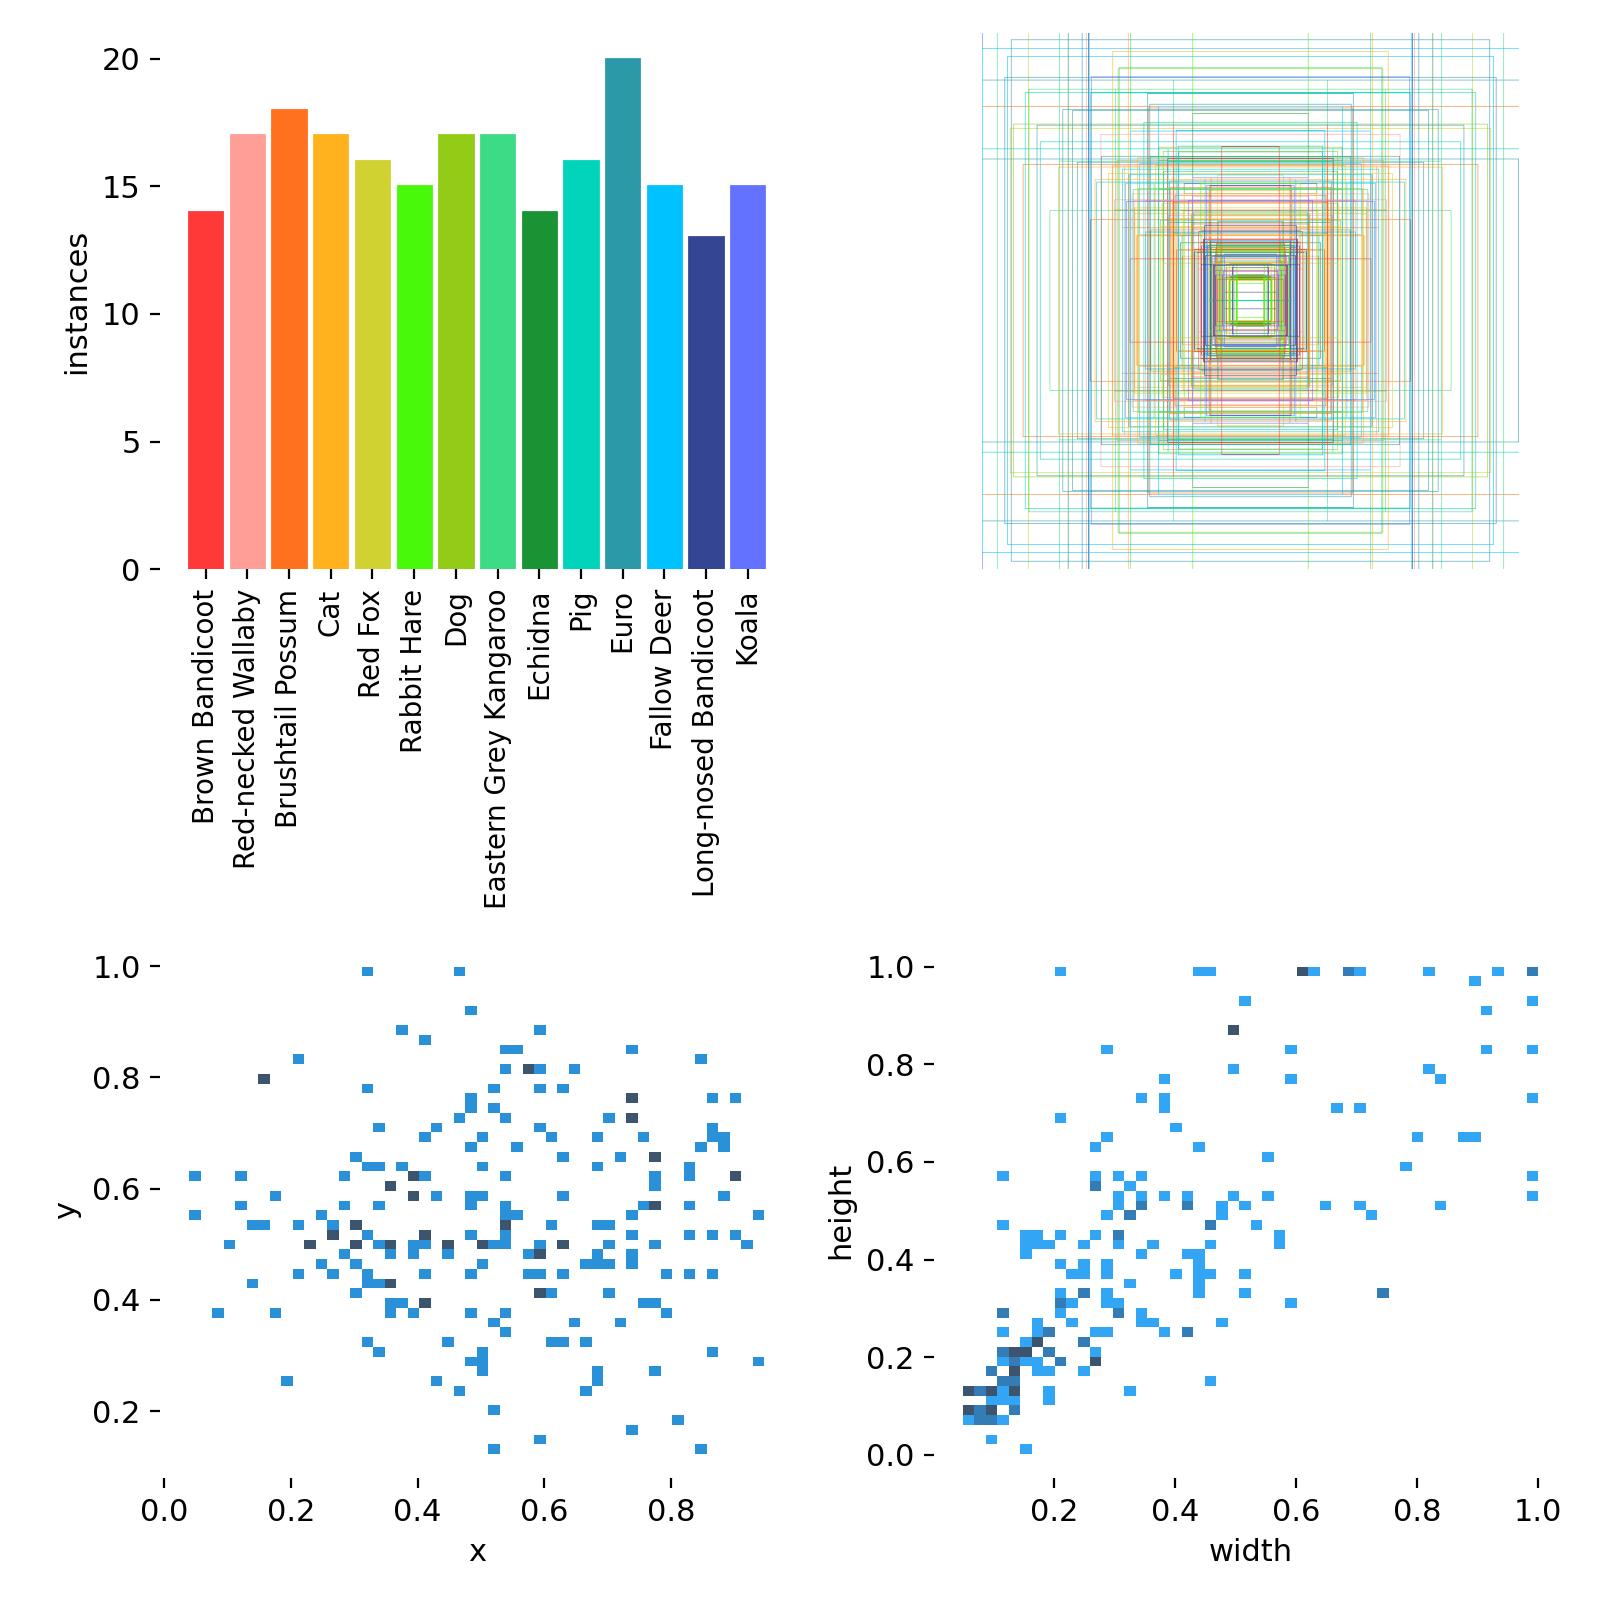 20
15
10
5
0
instances
Brown Bandicoot
Red-necked Wallaby
Brushtail Possum
Cat
Red Fox
Rabbit Hare
Dog
Eastern Grey Kangaroo
Echidna
Pig
Euro
Fallow Deer
Long-nosed Bandicoot
Koala
1.0
0.8
0.6
0.4
0.2
y
0.0 0.2 0.4 0.6 0.8
x
1.0
0.8
0.6
0.4
0.2
0.0
height
0.2 0.4 0.6 0.8 1.0
width